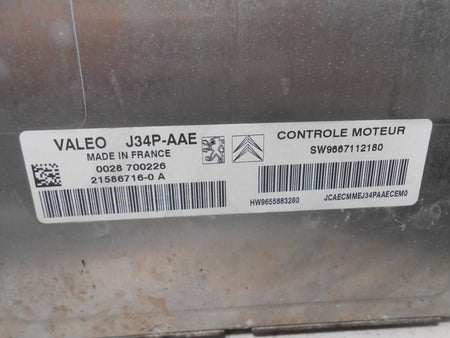 VALEO J34P-AAE
MADE IN FRANCE
0028 700226
21586716-0 A
CONTROLE MOTEUR
SW9667112180
HW9655883280
JCAECMMEJ34PAAECEM0